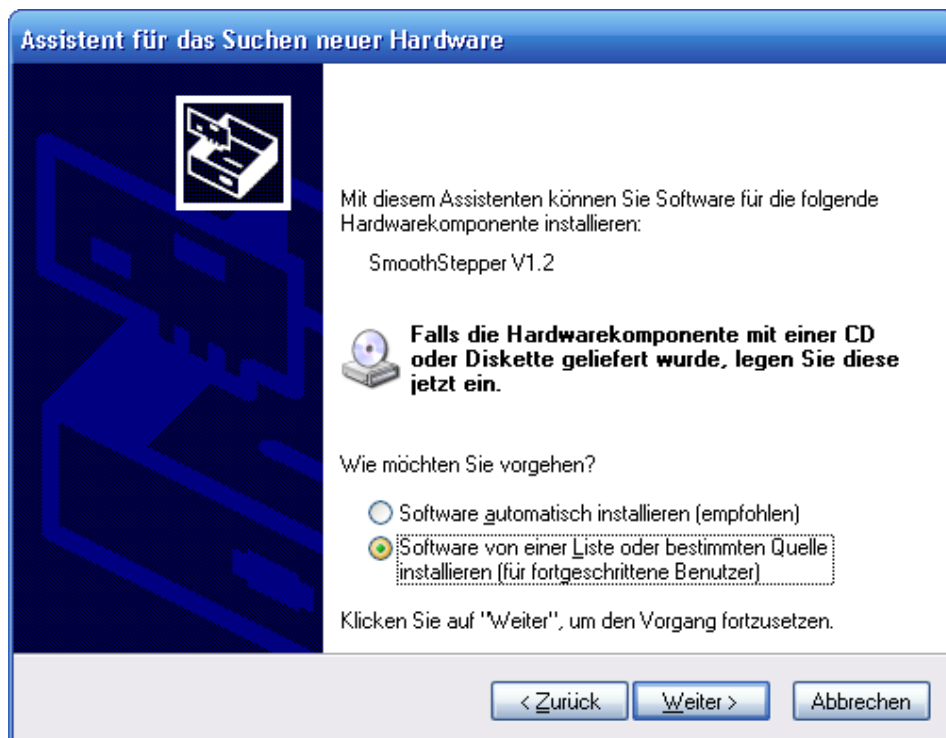 Assistent für das Suchen neuer Hardware
Mit diesem Assistenten können Sie Software für die folgende
Hardwarekomponente installieren:
SmoothStepper V1.2
Falls die Hardwarekomponente mit einer CD
oder Diskette geliefert wurde, legen Sie diese
jetzt ein.
Wie möchten Sie vorgehen?
Software automatisch installieren (empfohlen)
Software von einer Liste oder bestimmten Quelle
installieren (für fortgeschrittene Benutzer)
Klicken Sie auf "Weiter", um den Vorgang fortzusetzen.
< Zurück Weiter > Abbrechen